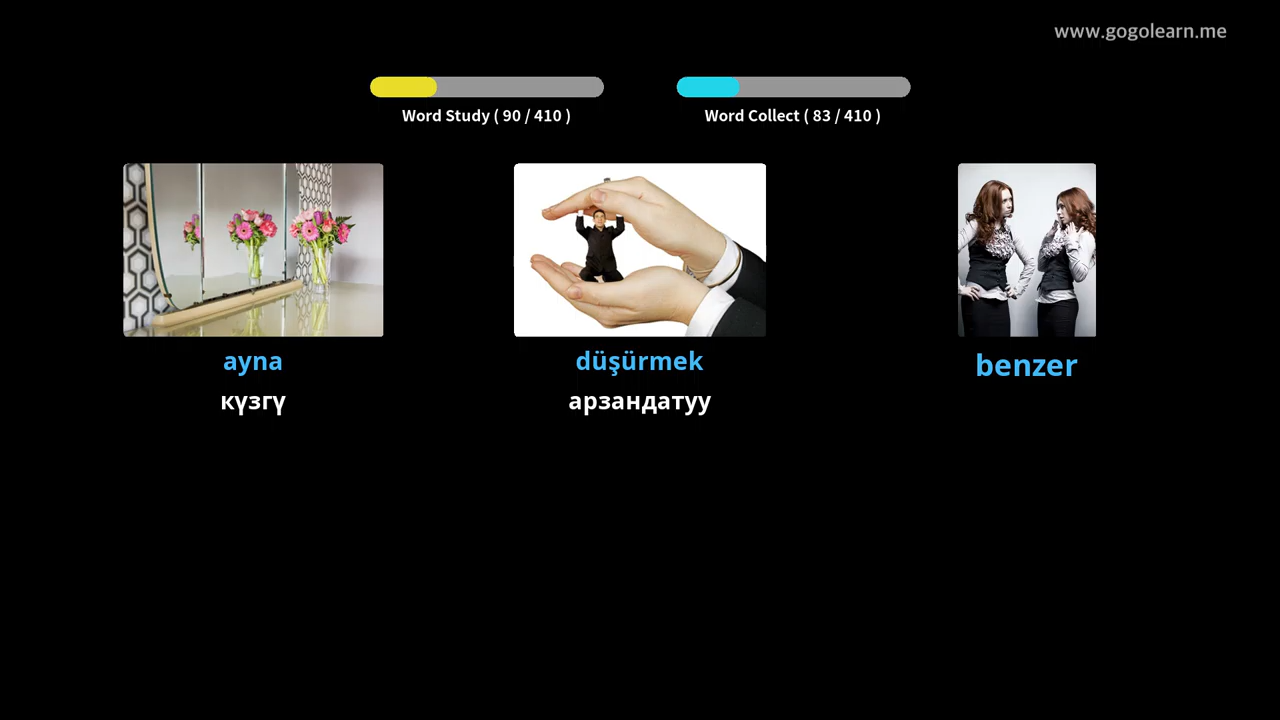 www.gogolearn.me
Word Study ( 90 / 410 )
Word Collect ( 83 / 410 )
ayna
күзгү
düşürmek
арзандатуу
benzer